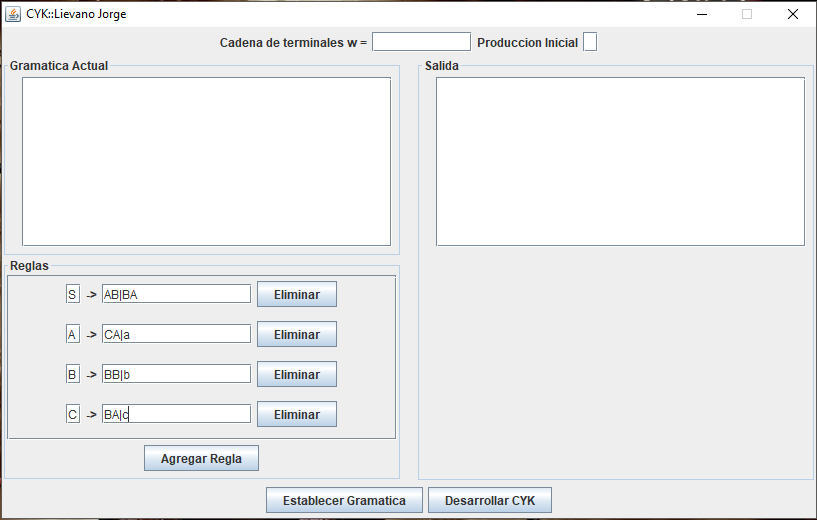 CYK::Lievano Jorge
Cadena de terminales w = Produccion Inicial
Gramatica Actual
Salida
Reglas
S -> AB|BA Eliminar
A -> CA|a Eliminar
B -> BB|b Eliminar
C -> BA|c Eliminar
Agregar Regla
Establecer Gramatica Desarrollar CYK